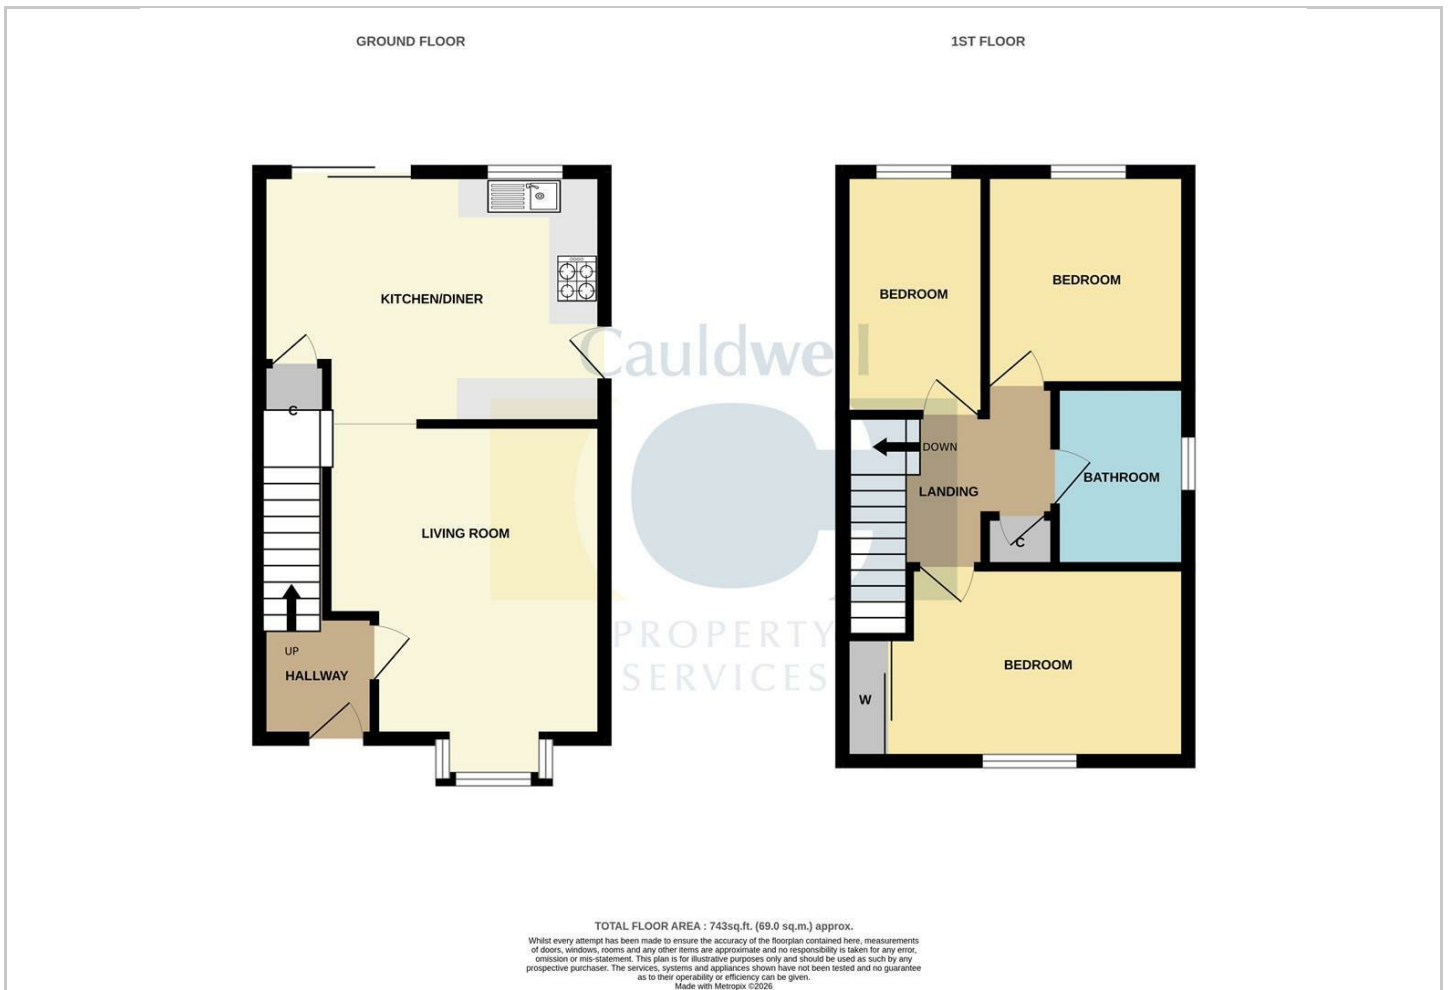 GROUND FLOOR
1ST FLOOR
KITCHEN/DINER
C
LIVING ROOM
UP
HALLWAY
BEDROOM
BEDROOM
DOWN
LANDING
BATHROOM
C
BEDROOM
W
Cauldwell
PROPERTY
SERVICES
TOTAL FLOOR AREA : 743sq.ft. (69.0 sq.m.) approx.
Whilst every attempt has been made to ensure the accuracy of the floorplan contained here, measurements
of doors, windows, rooms and any other items are approximate and no responsibility is taken for any error,
omission or mis-statement. This plan is for illustrative purposes only and should be used as such by any
prospective purchaser. The services, systems and appliances shown have not been tested and no guarantee
as to their operability or efficiency can be given.
Made with Metropix ©2026